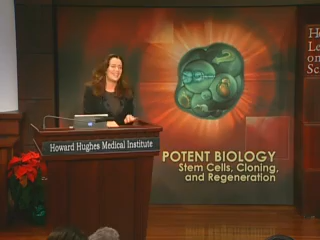 Howard Hughes Medical Institute
POTENT BIOLOGY
Stem Cells, Cloning,
and Regeneration